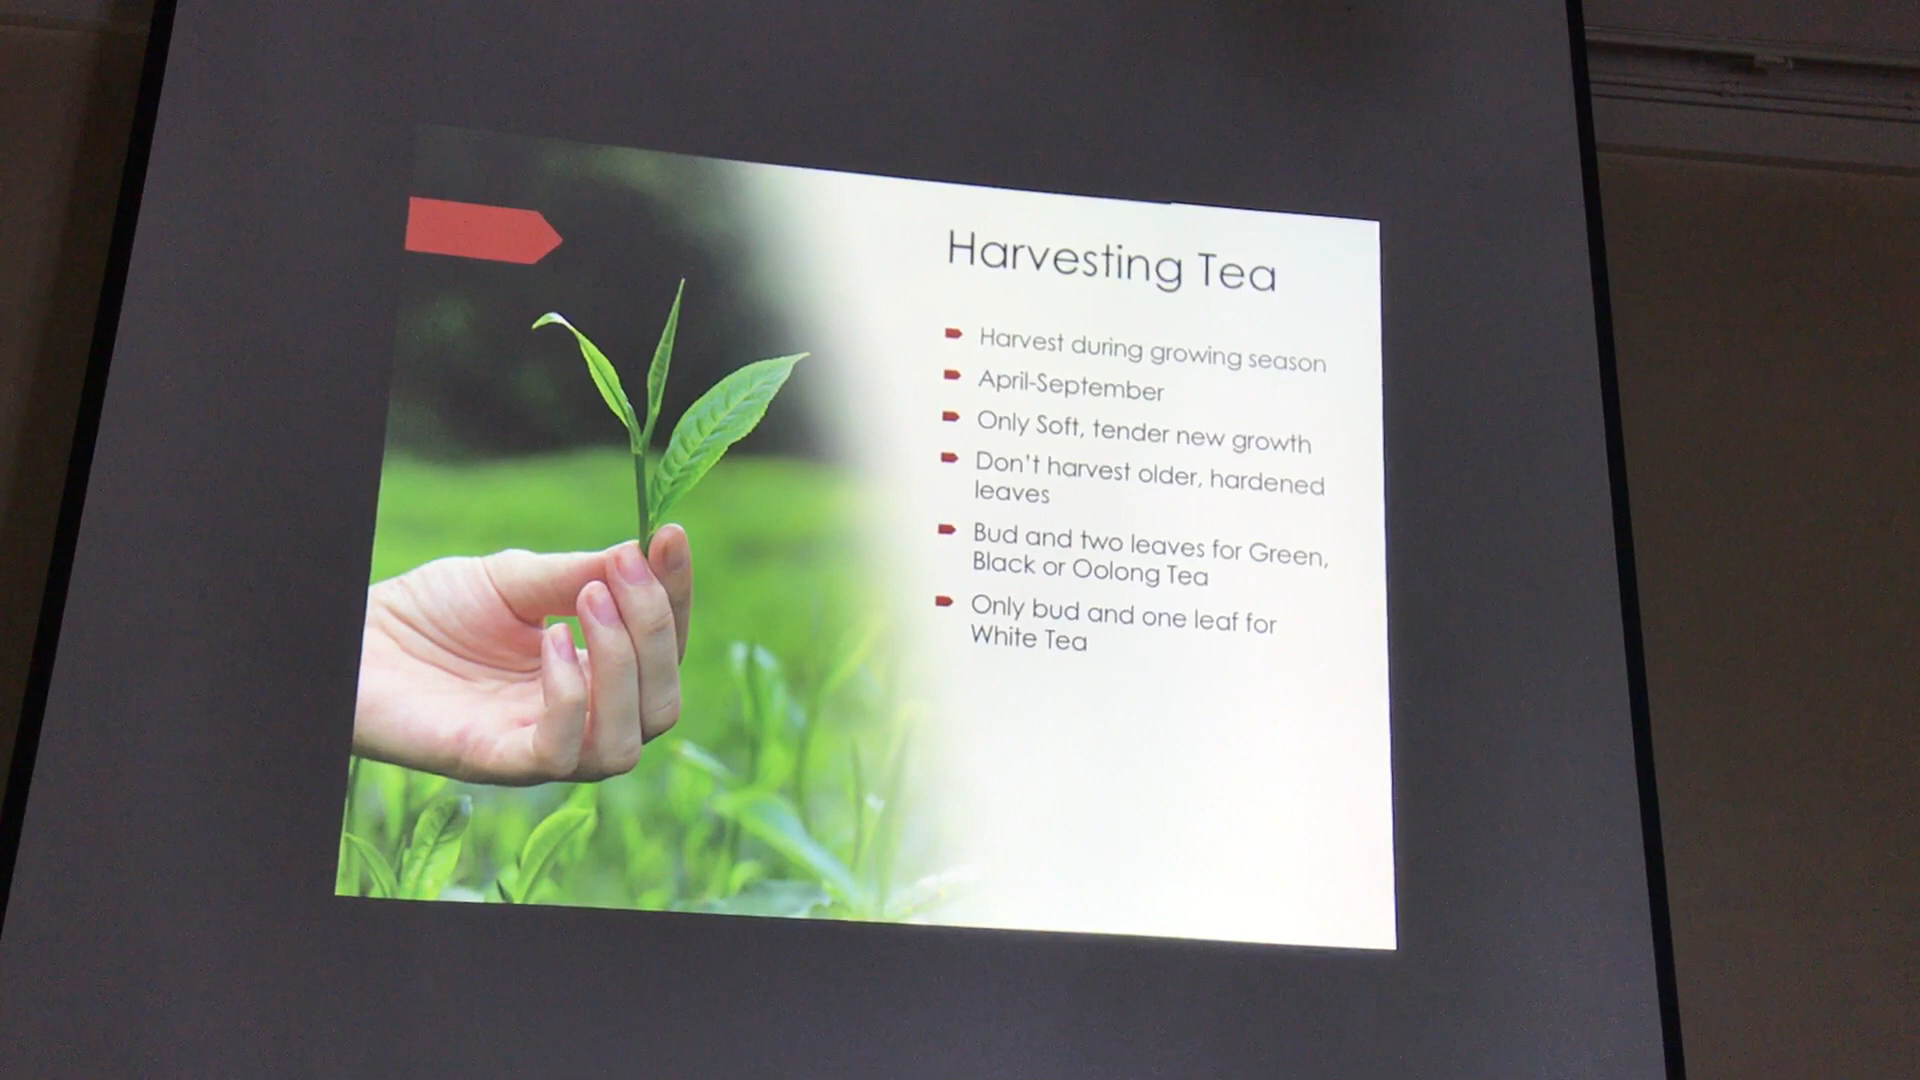 Harvesting Tea
Harvest during growing season
April-September
Only Soft, tender new growth
Don't harvest older, hardened
leaves
Bud and two leaves for Green,
Black or Oolong Tea
Only bud and one leaf for
White Tea